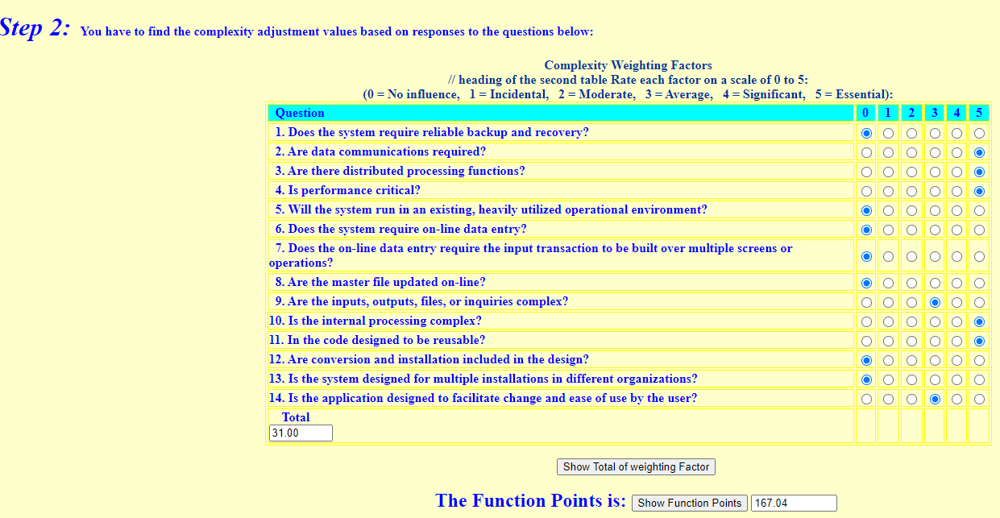 Step 2: You have to find the complexity adjustment values based on responses to the questions below:
Complexity Weighting Factors
// heading of the second table Rate each factor on a scale of 0 to 5:
(0 = No influence, 1 = Incidental, 2 = Moderate, 3 = Average, 4 = Significant, 5 = Essential):
Question 0 1 2 3 4 5
1. Does the system require reliable backup and recovery?
2. Are data communications required?
3. Are there distributed processing functions?
4. Is performance critical?
5. Will the system run in an existing, heavily utilized operational environment?
6. Does the system require on-line data entry?
7. Does the on-line data entry require the input transaction to be built over multiple screens or
operations?
8. Are the master file updated on-line?
9. Are the inputs, outputs, files, or inquiries complex?
10. Is the internal processing complex?
11. In the code designed to be reusable?
12. Are conversion and installation included in the design?
13. Is the system designed for multiple installations in different organizations?
14. Is the application designed to facilitate change and ease of use by the user?
Total
31.00
Show Total of weighting Factor
The Function Points is: Show Function Points 167.04